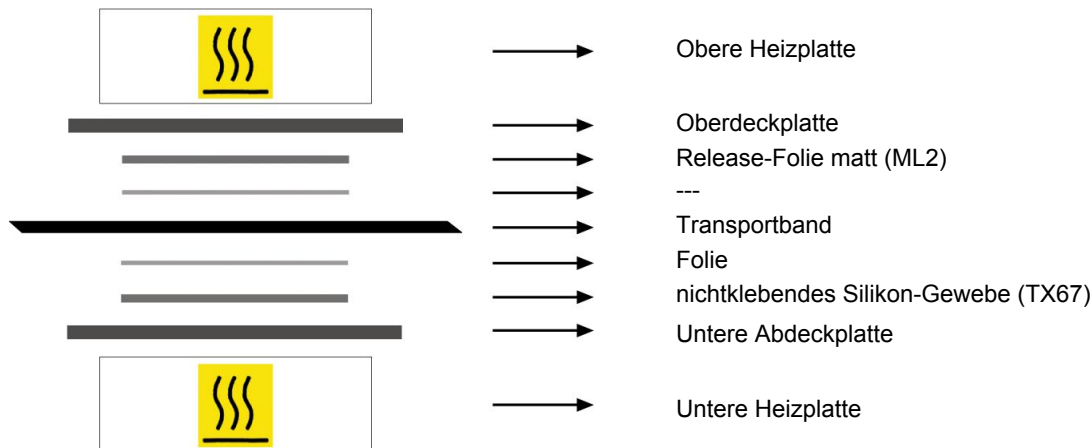 Obere Heizplatte
Oberdeckplatte
Release-Folie matt (ML2)
---
Transportband
Folie
nichtklebendes Silikon-Gewebe (TX67)
Untere Abdeckplatte
Untere Heizplatte